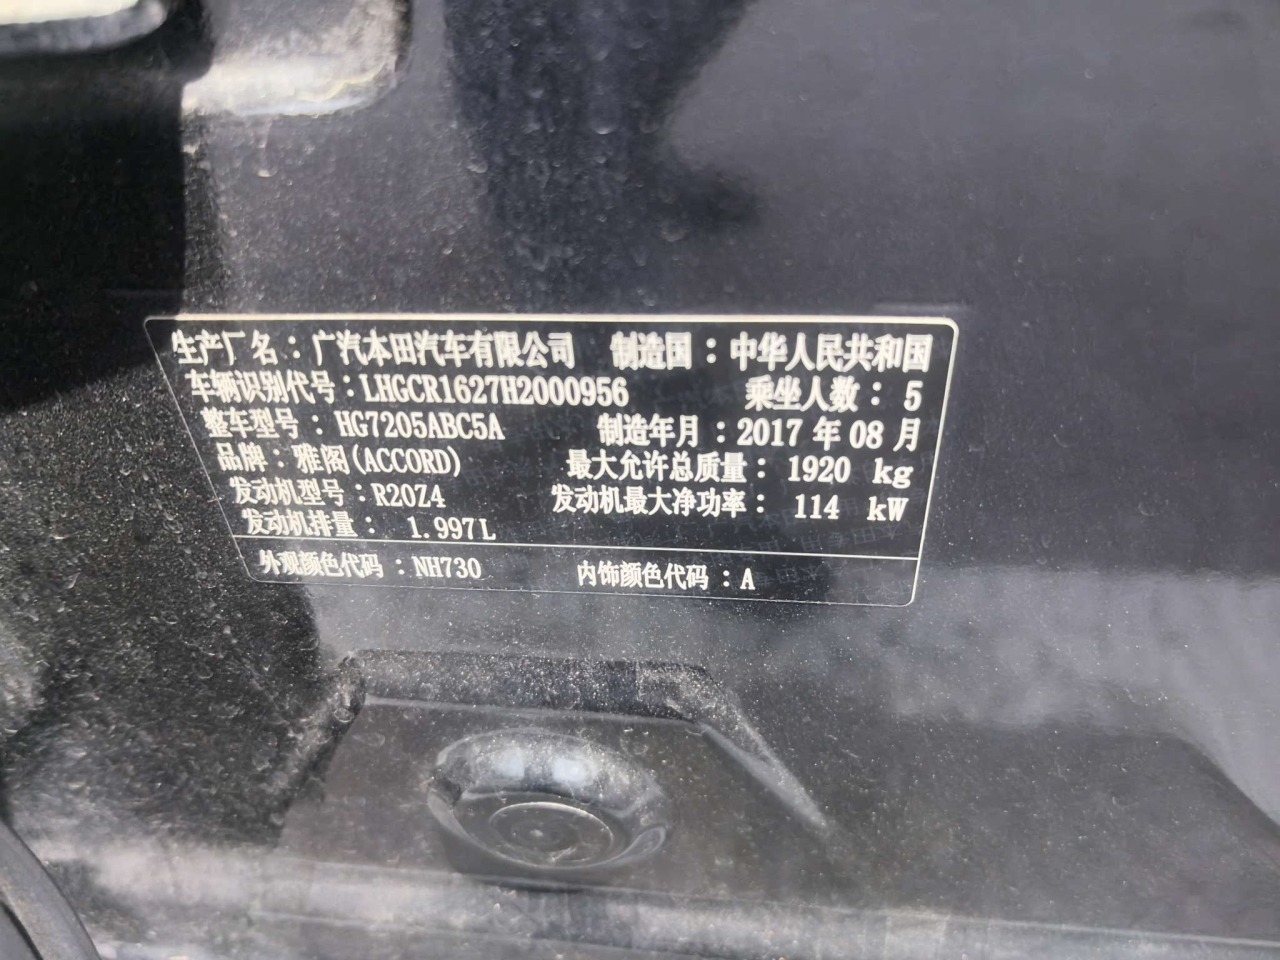 生产厂名：广汽本田汽车有限公司 制造国：中华人民共和国
车辆识别代号：LHGCR1627H2000956 乘坐人数：5
整车型号：HG7205ABC5A 制造年月：2017 年 08 月
品牌：雅阁(ACCORD) 最大允许总质量：1920 kg
发动机型号：R20Z4 发动机最大净功率：114 kW
发动机排量：1.997L
外观颜色代码：NH730 内饰颜色代码：A